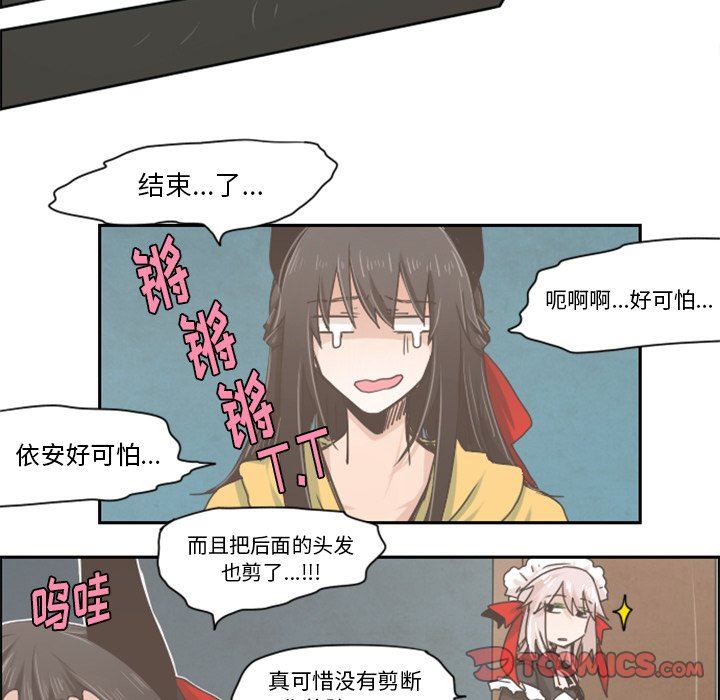 结束...了...
锵
锵
锵
T.T
呃啊啊...好可怕...
依安好可怕...
而且把后面的头发
也剪了...!!!
呜哇
真可惜没有剪断
TOOMICS.COM